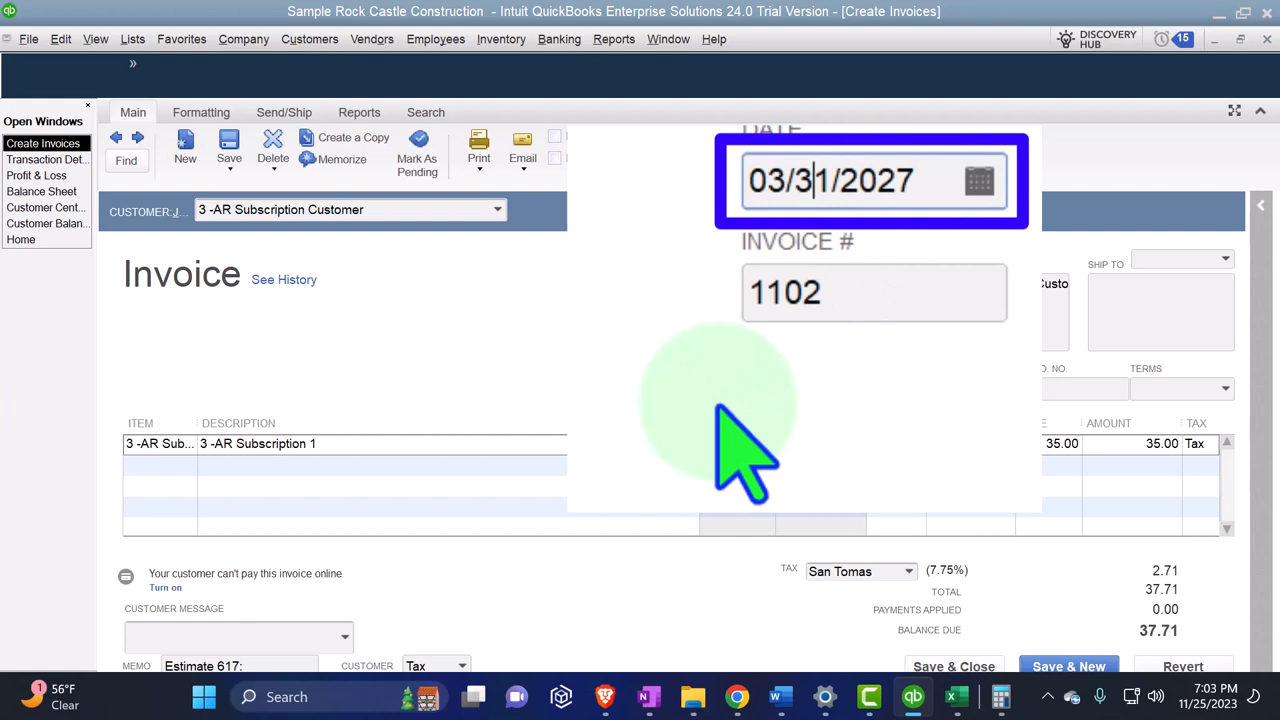 Sample Rock Castle Construction - Intuit QuickBooks Enterprise Solutions 24.0 Trial Version - [Create Invoices]
File Edit View Lists Favorites Company Customers Vendors Employees Inventory Banking Reports Window Help
DISCOVERY HUB
15
»
Open Windows
Create Invoices
Transaction Det...
Profit & Loss
Balance Sheet
Customer Cent...
Customer Balan...
Home
Main Formatting Send/Ship Reports Search
Find New Save Delete Create a Copy Memorize Mark As Pending Print Email
CUSTOMER:J... 3 -AR Subscription Customer
Invoice See History
DATE
03/31/2027
INVOICE #
1102
SHIP TO
Custo
O. NO. TERMS
ITEM DESCRIPTION E AMOUNT TAX
3 -AR Sub... 3 -AR Subscription 1 35.00 35.00 Tax
Your customer can't pay this invoice online
Turn on
TAX San Tomas (7.75%) 2.71
TOTAL 37.71
PAYMENTS APPLIED 0.00
BALANCE DUE 37.71
CUSTOMER MESSAGE
MEMO Estimate 617: CUSTOMER Tax
Save & Close Save & New Revert
1
56°F
Clear
Search
7:03 PM
11/25/2023